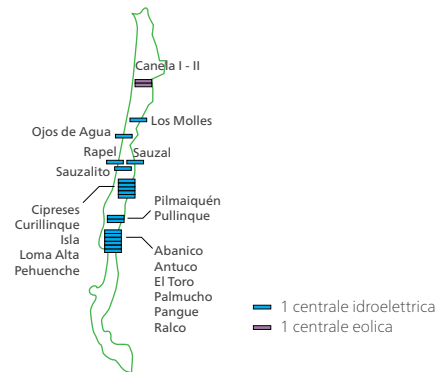 Canela I - II
Los Molles
Ojos de Agua
Rapel
Sauzal
Sauzalito
Cipreses
Curillinque
Isla
Loma Alta
Pehuenche
Pilmaiquén
Pullinque
Abanico
Antuco
El Toro
Palmucho
Pangue
Ralco
1 centrale idroelettrica
1 centrale eolica